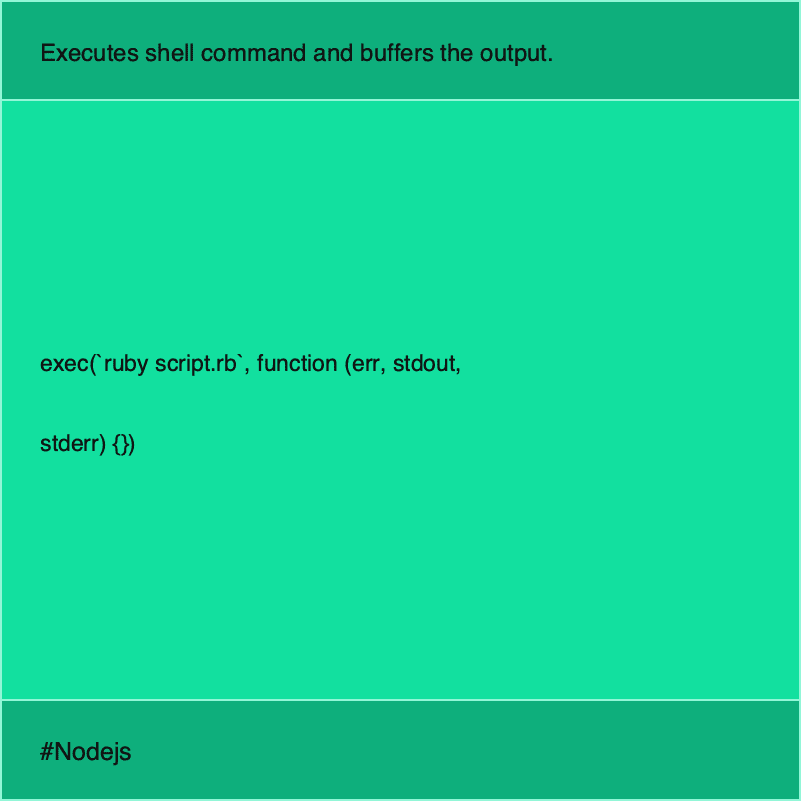 Executes shell command and buffers the output.
exec(`ruby script.rb`, function (err, stdout,
stderr) {})
#Nodejs